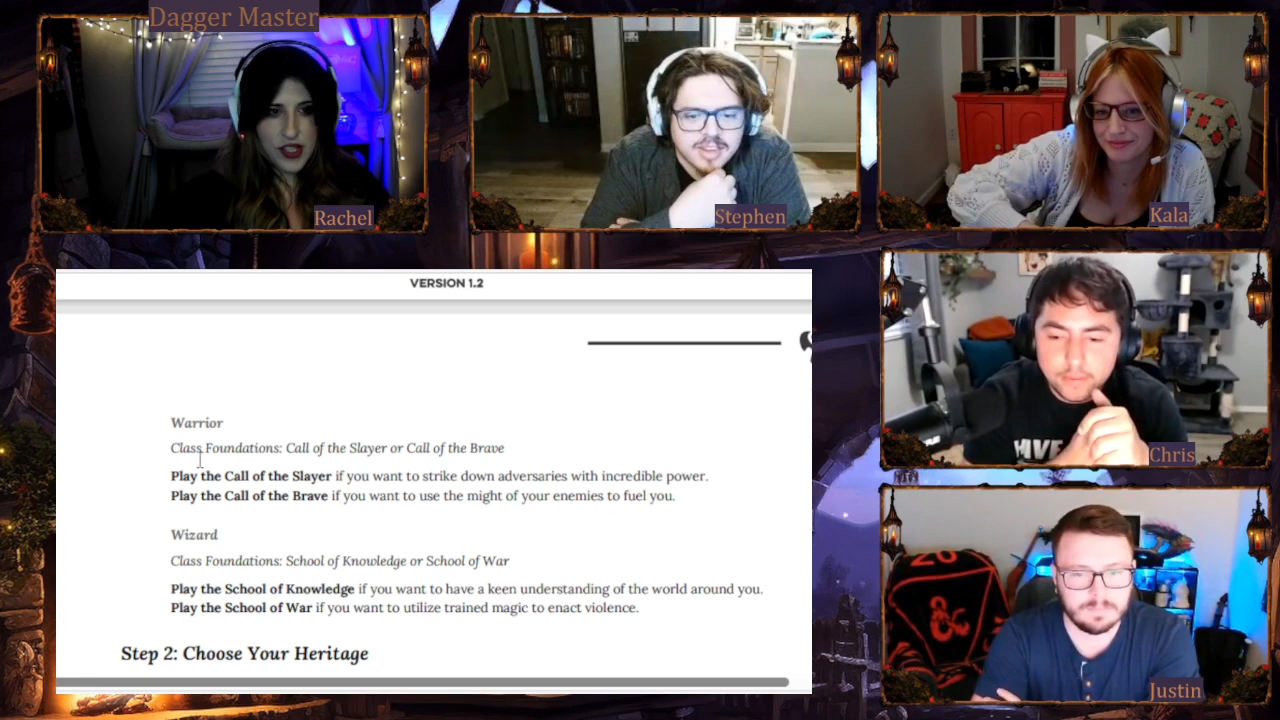 Dagger Master
Rachel
Stephen
Kala
VERSION 1.2
Warrior
Class Foundations: Call of the Slayer or Call of the Brave
Play the Call of the Slayer if you want to strike down adversaries with incredible power.
Play the Call of the Brave if you want to use the might of your enemies to fuel you.
Wizard
Class Foundations: School of Knowledge or School of War
Play the School of Knowledge if you want to have a keen understanding of the world around you.
Play the School of War if you want to utilize trained magic to enact violence.
Step 2: Choose Your Heritage
Chris
20
Justin